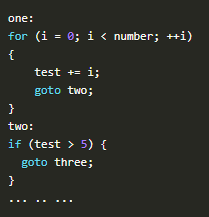 one:
for (i = 0; i < number; ++i)
{
    test += i;
    goto two;
}
two:
if (test > 5) {
  goto three;
}
... .. ...